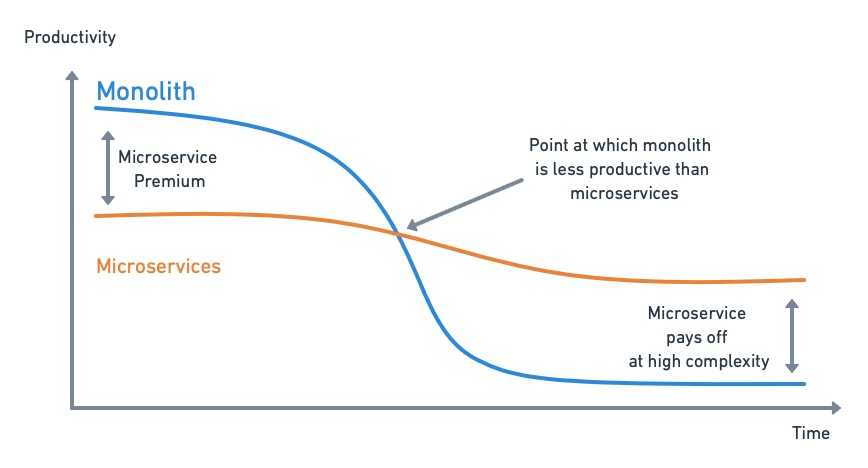 Productivity
Monolith
Microservice
Premium
Point at which monolith
is less productive than
microservices
Microservices
Microservice
pays off
at high complexity
Time